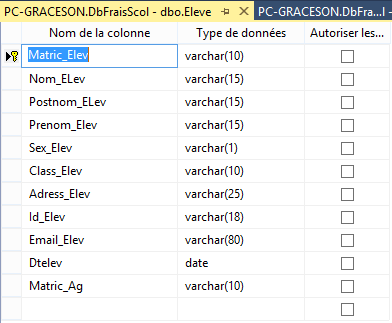 PC-GRACESON.DbFraisScol - dbo.Eleve PC-GRACESON.DbFra...l -
Nom de la colonne Type de données Autoriser les...
Matric_Elev varchar(10)
Nom_ELev varchar(15)
Postnom_ELev varchar(15)
Prenom_Elev varchar(15)
Sex_Elev varchar(1)
Class_Elev varchar(10)
Adress_Elev varchar(25)
Id_Elev varchar(18)
Email_Elev varchar(80)
Dtelev date
Matric_Ag varchar(10)